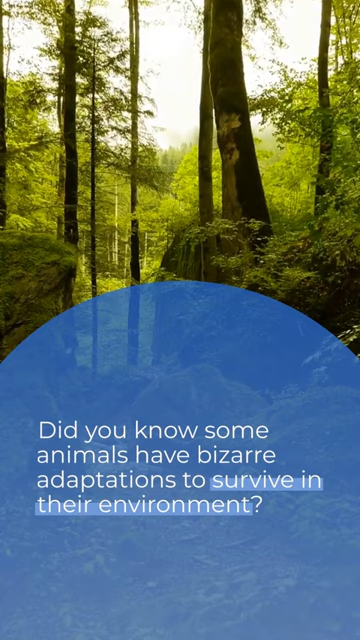 Did you know some
animals have bizarre
adaptations to survive in
their environment?